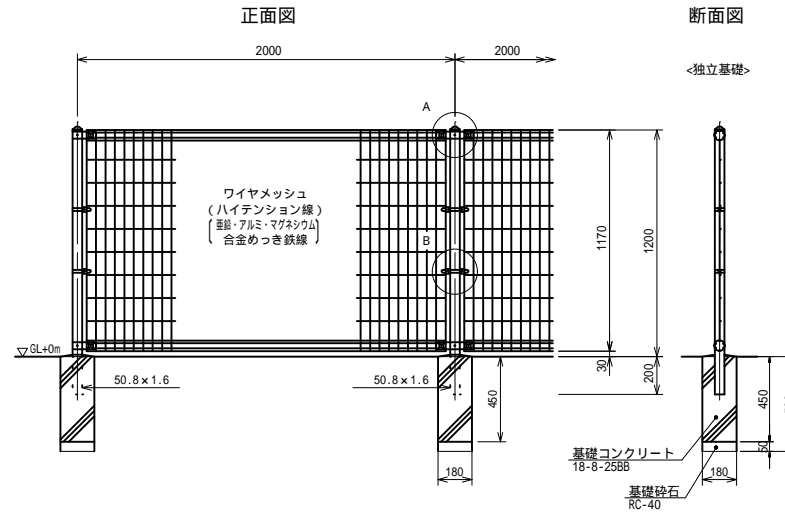 正面図
断面図
2000
2000
<独立基礎>
A
ワイヤメッシュ
(ハイテンション線)
亜鉛・アルミ・マグネシウム
合金めっき鉄線
B
1170
1200
GL+0m
30
200
50.8×1.6
50.8×1.6
450
450
50
基礎コンクリート
18-8-25BB
180
180
基礎砕石
RC-40